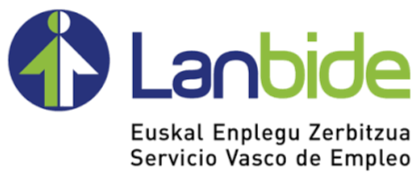 Lanbide
Euskal Enplegu Zerbitzua
Servicio Vasco de Empleo